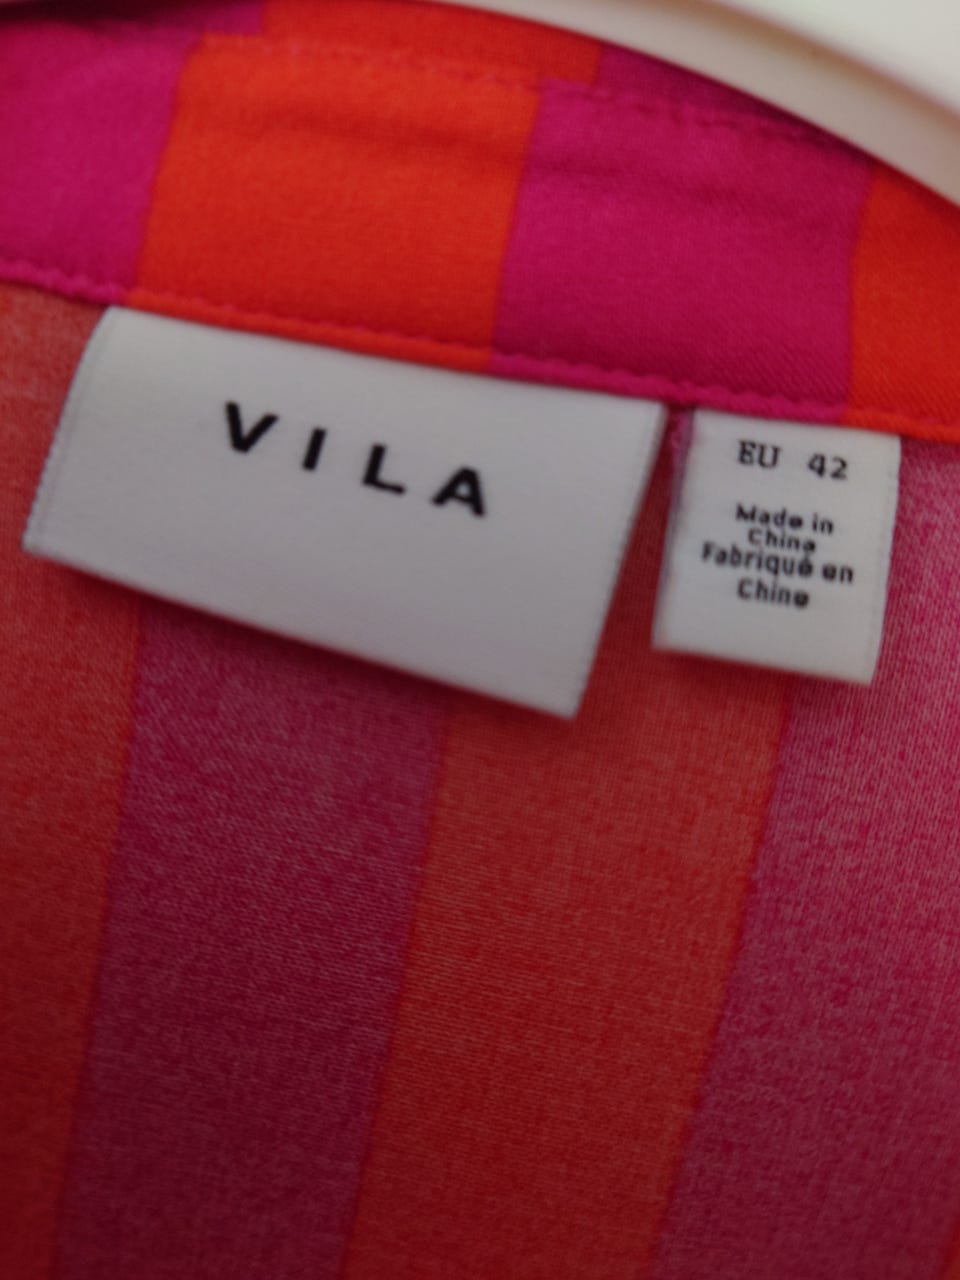 VILA
EU 42
Made in
China
Fabriqué en
Chine